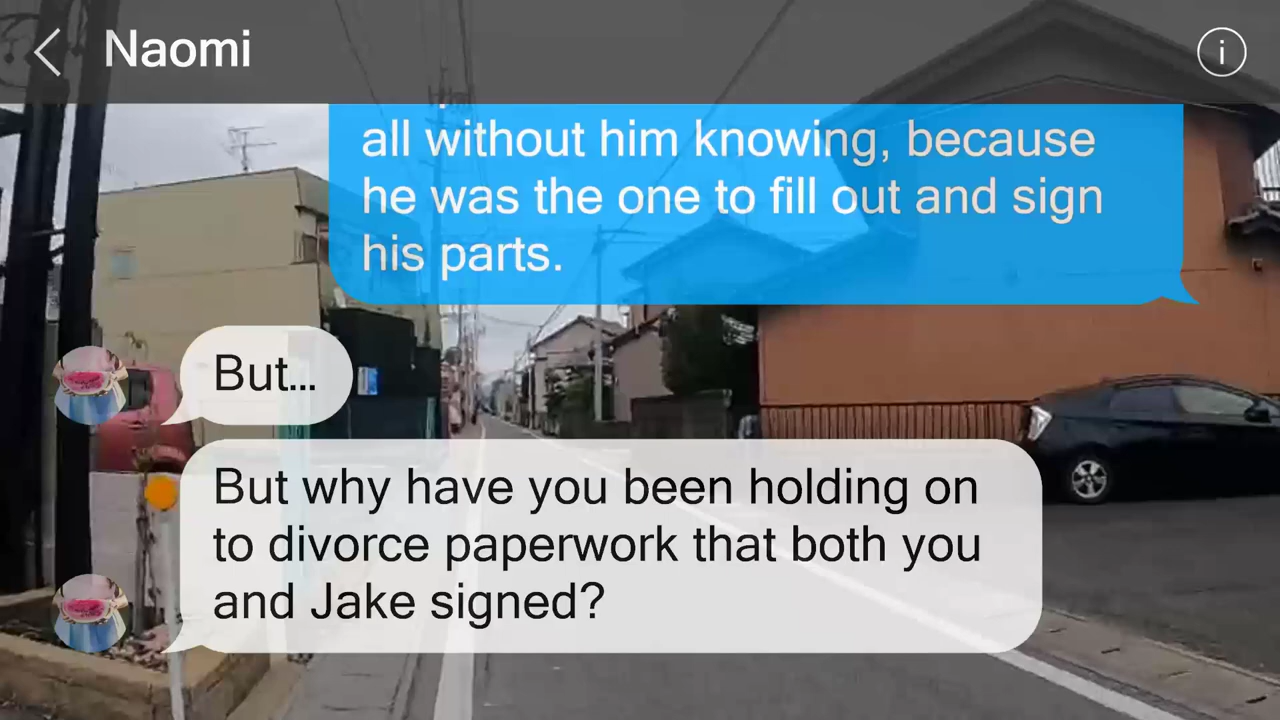 Naomi
all without him knowing, because
he was the one to fill out and sign
his parts.
But...
But why have you been holding on
to divorce paperwork that both you
and Jake signed?